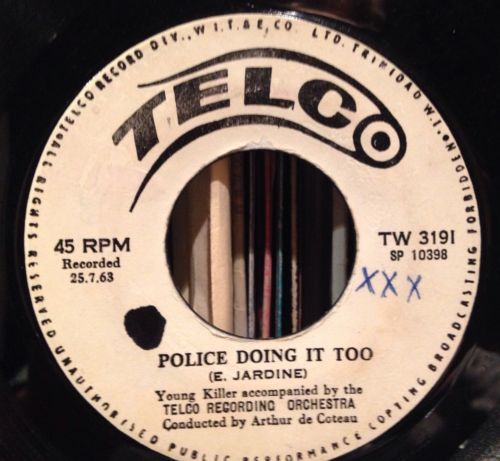 TELCO RECORD DIV., W.I.T.&E. CO. LTD. TRINIDAD W.I.
ALL RIGHTS RESERAED UNAUTHORISED PUBLIC PERFORMANCE COPYING BROADCASTING FORBIDDEN
TELCO
45 RPM
Recorded
25.7.63
TW 3191
SP 10398
XXX
POLICE DOING IT TOO
(E. JARDINE)
Young Killer accompanied by the
TELCO RECORDING ORCHESTRA
Conducted by Arthur de Coteau